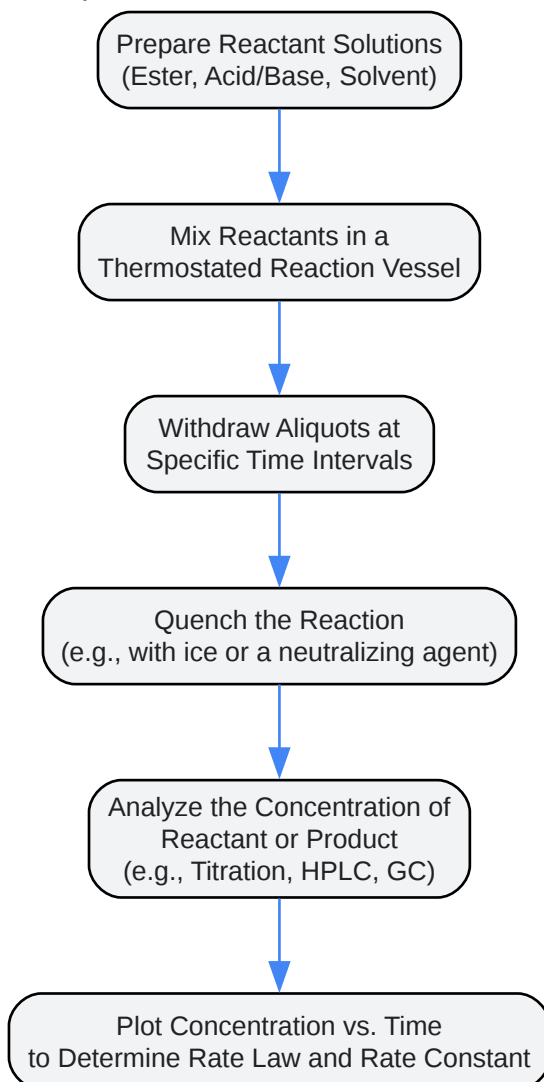 Prepare Reactant Solutions
(Ester, Acid/Base, Solvent)
Mix Reactants in a
Thermostated Reaction Vessel
Withdraw Aliquots at
Specific Time Intervals
Quench the Reaction
(e.g., with ice or a neutralizing agent)
Analyze the Concentration of
Reactant or Product
(e.g., Titration, HPLC, GC)
Plot Concentration vs. Time
to Determine Rate Law and Rate Constant